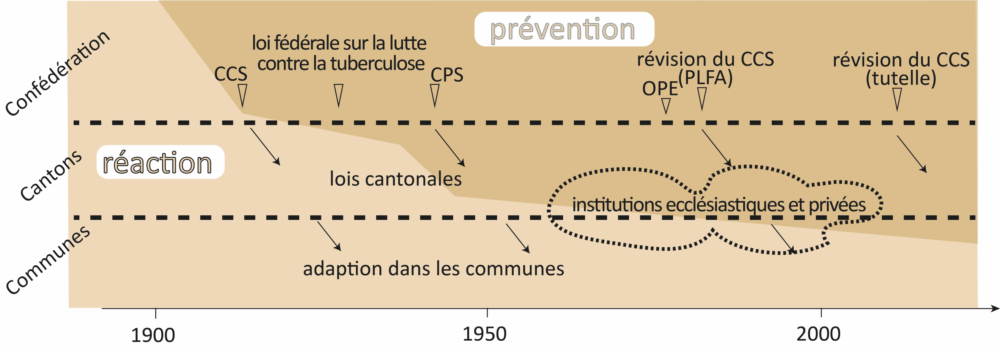 Confédération
prévention
loi fédérale sur la lutte
contre la tuberculose
CCS
CPS
révision du CCS
(PLFA)
OPE
révision du CCS
(tutelle)
Cantons
réaction
lois cantonales
institutions ecclésiastiques et privées
Communes
adaption dans les communes
1900
1950
2000